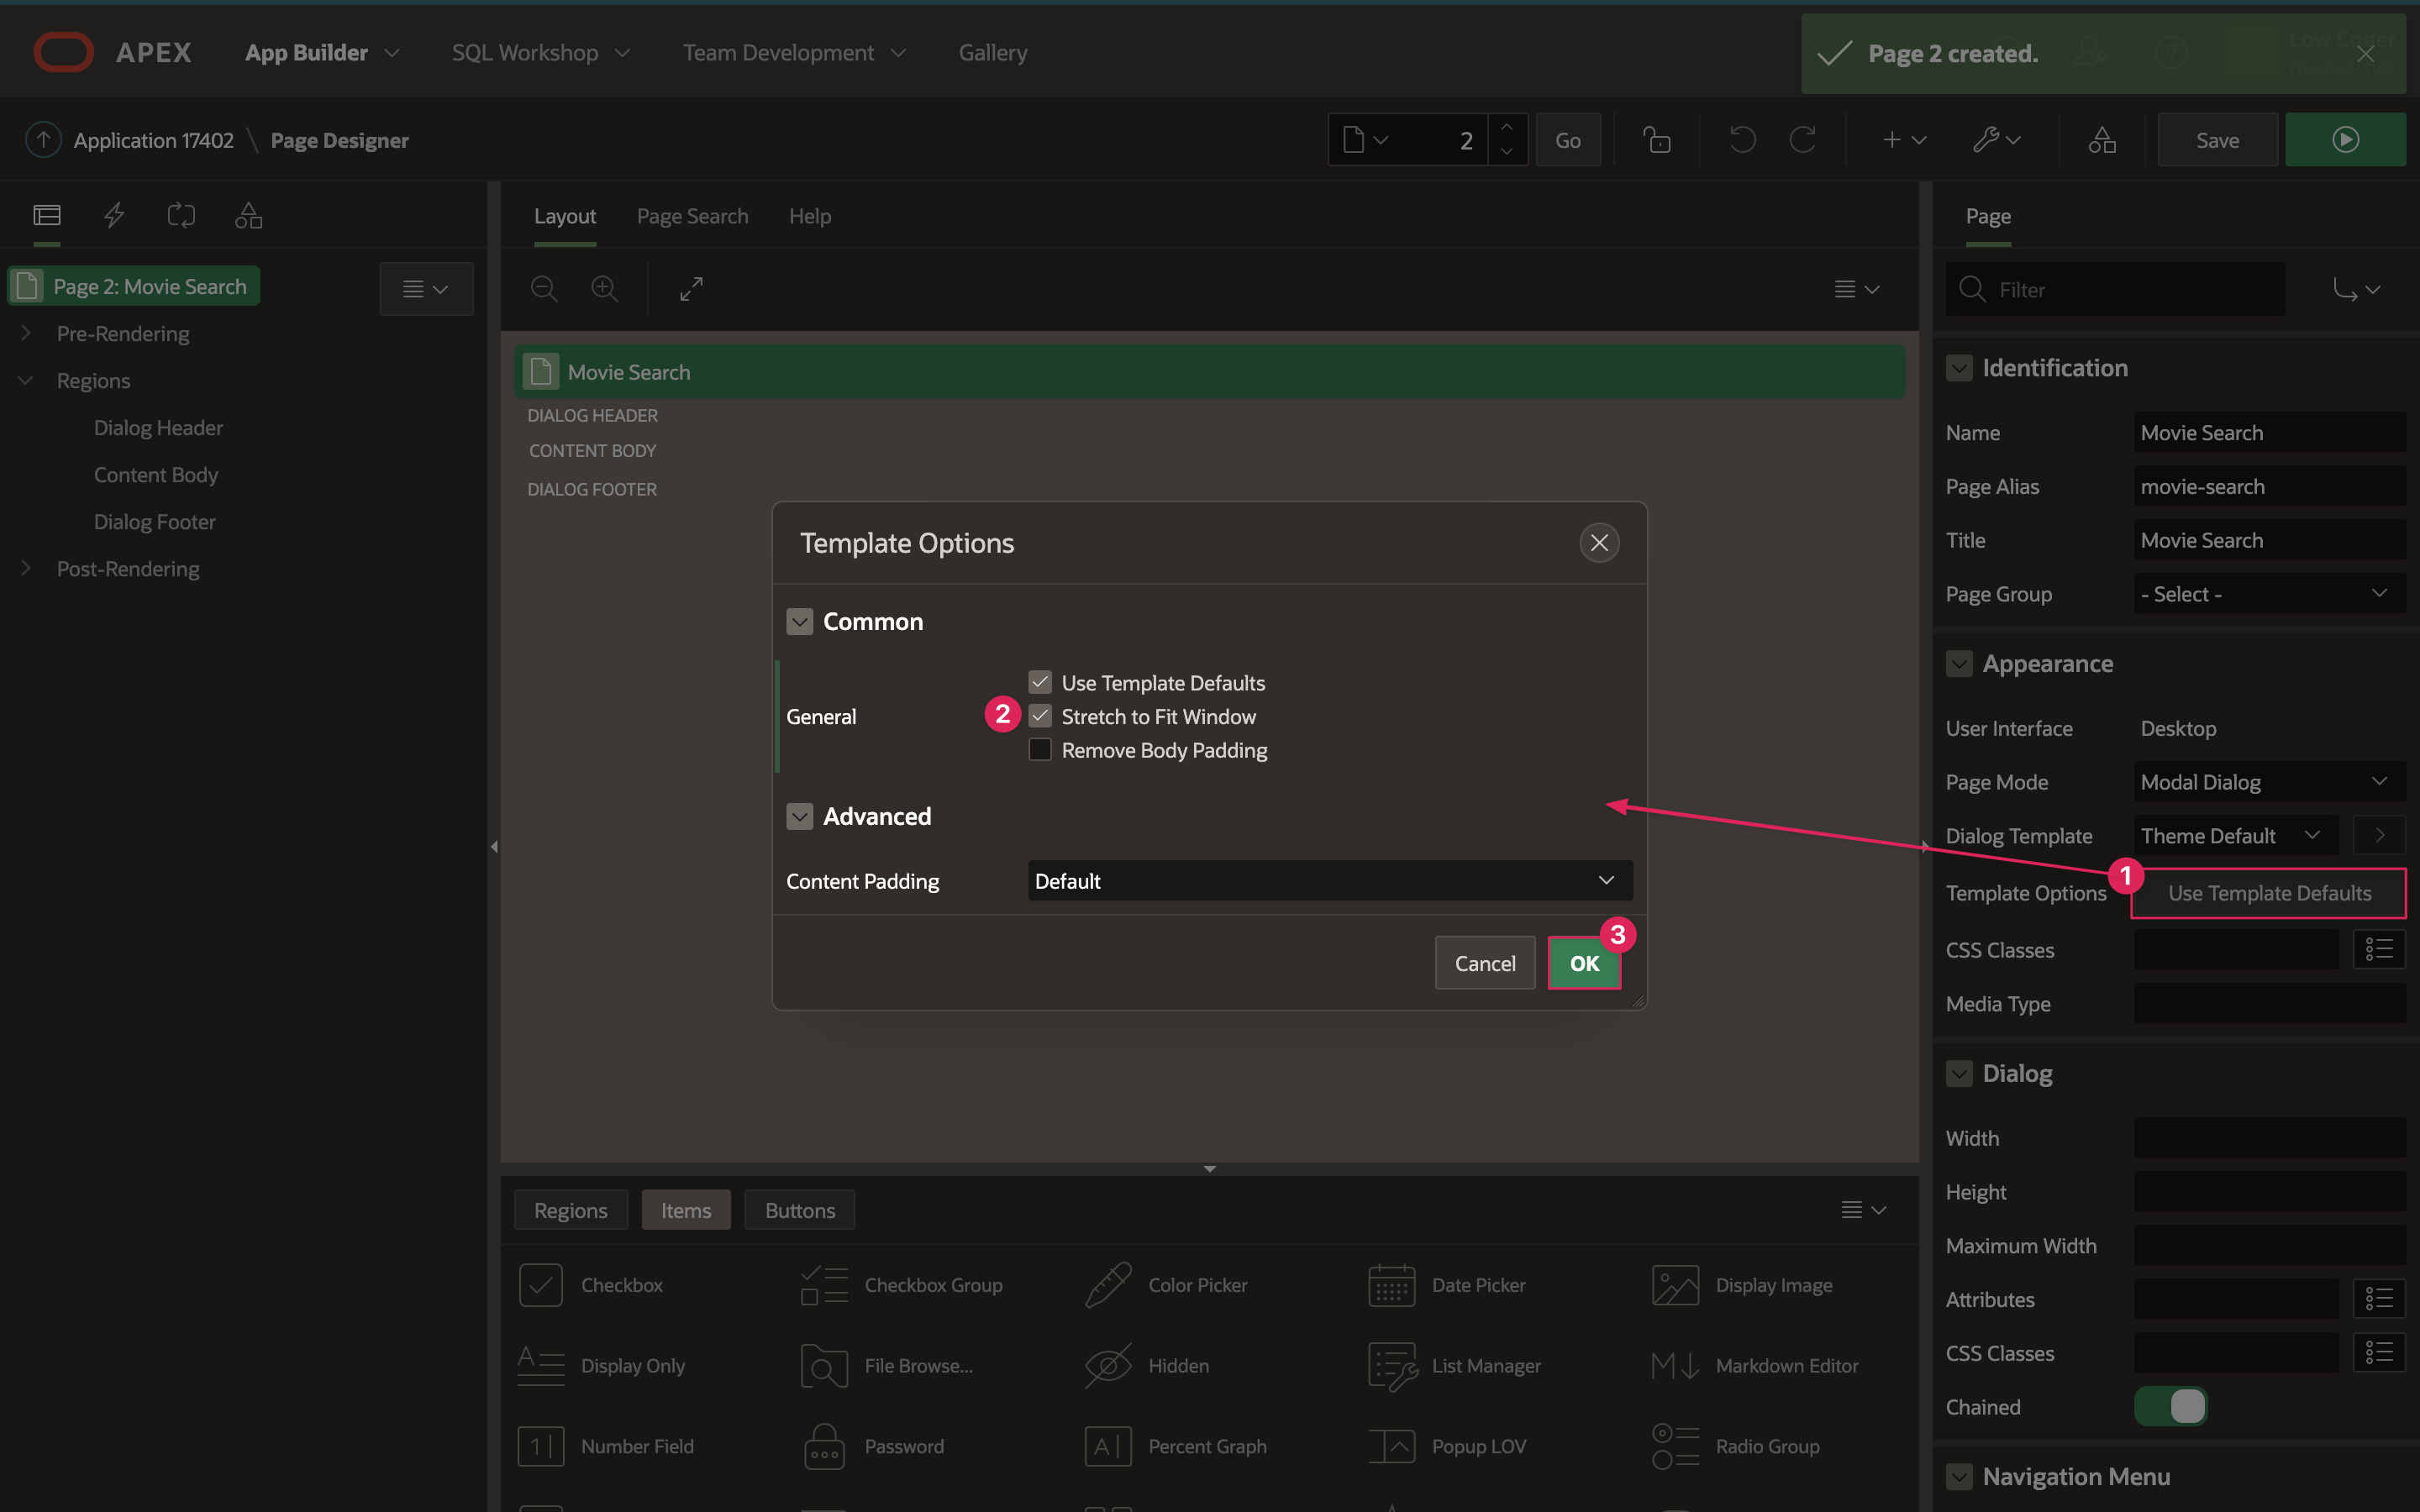 APEX App Builder SQL Workshop Team Development Gallery
Page 2 created.
Low Coder
Application 17402 \ Page Designer
2 Go Save
Layout Page Search Help
Page
Page 2: Movie Search
Pre-Rendering
Regions
Dialog Header
Content Body
Dialog Footer
Post-Rendering
Movie Search
DIALOG HEADER
CONTENT BODY
DIALOG FOOTER
Template Options
Common
General
Use Template Defaults
2
Stretch to Fit Window
Remove Body Padding
Advanced
Content Padding Default
Cancel OK
3
Regions Items Buttons
Checkbox Checkbox Group Color Picker Date Picker Display Image
Display Only File Browse... Hidden List Manager Markdown Editor
Number Field Password Percent Graph Popup LOV Radio Group
Filter
Identification
Name Movie Search
Page Alias movie-search
Title Movie Search
Page Group - Select -
Appearance
User Interface Desktop
Page Mode Modal Dialog
Dialog Template Theme Default
1
Template Options Use Template Defaults
CSS Classes
Media Type
Dialog
Width
Height
Maximum Width
Attributes
CSS Classes
Chained
Navigation Menu